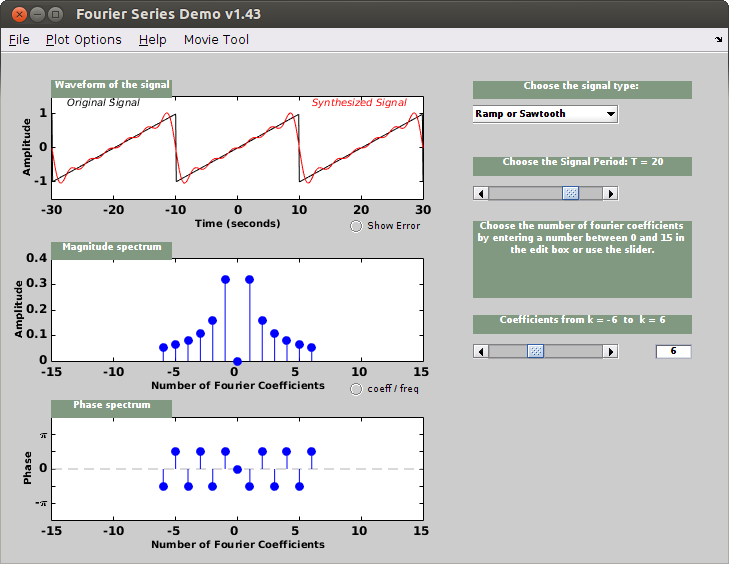 Fourier Series Demo v1.43
File Plot Options Help Movie Tool
Waveform of the signal
Original Signal Synthesized Signal
Amplitude
1
0
-1
-30 -20 -10 0 10 20 30
Time (seconds)
Show Error
Magnitude spectrum
Amplitude
0.4
0.3
0.2
0.1
0
-15 -10 -5 0 5 10 15
Number of Fourier Coefficients
coeff / freq
Phase spectrum
Phase
π
0
-π
-15 -10 -5 0 5 10 15
Number of Fourier Coefficients
Choose the signal type:
Ramp or Sawtooth
Choose the Signal Period: T = 20
Choose the number of fourier coefficients
by entering a number between 0 and 15 in
the edit box or use the slider.
Coefficients from k = -6 to k = 6
6